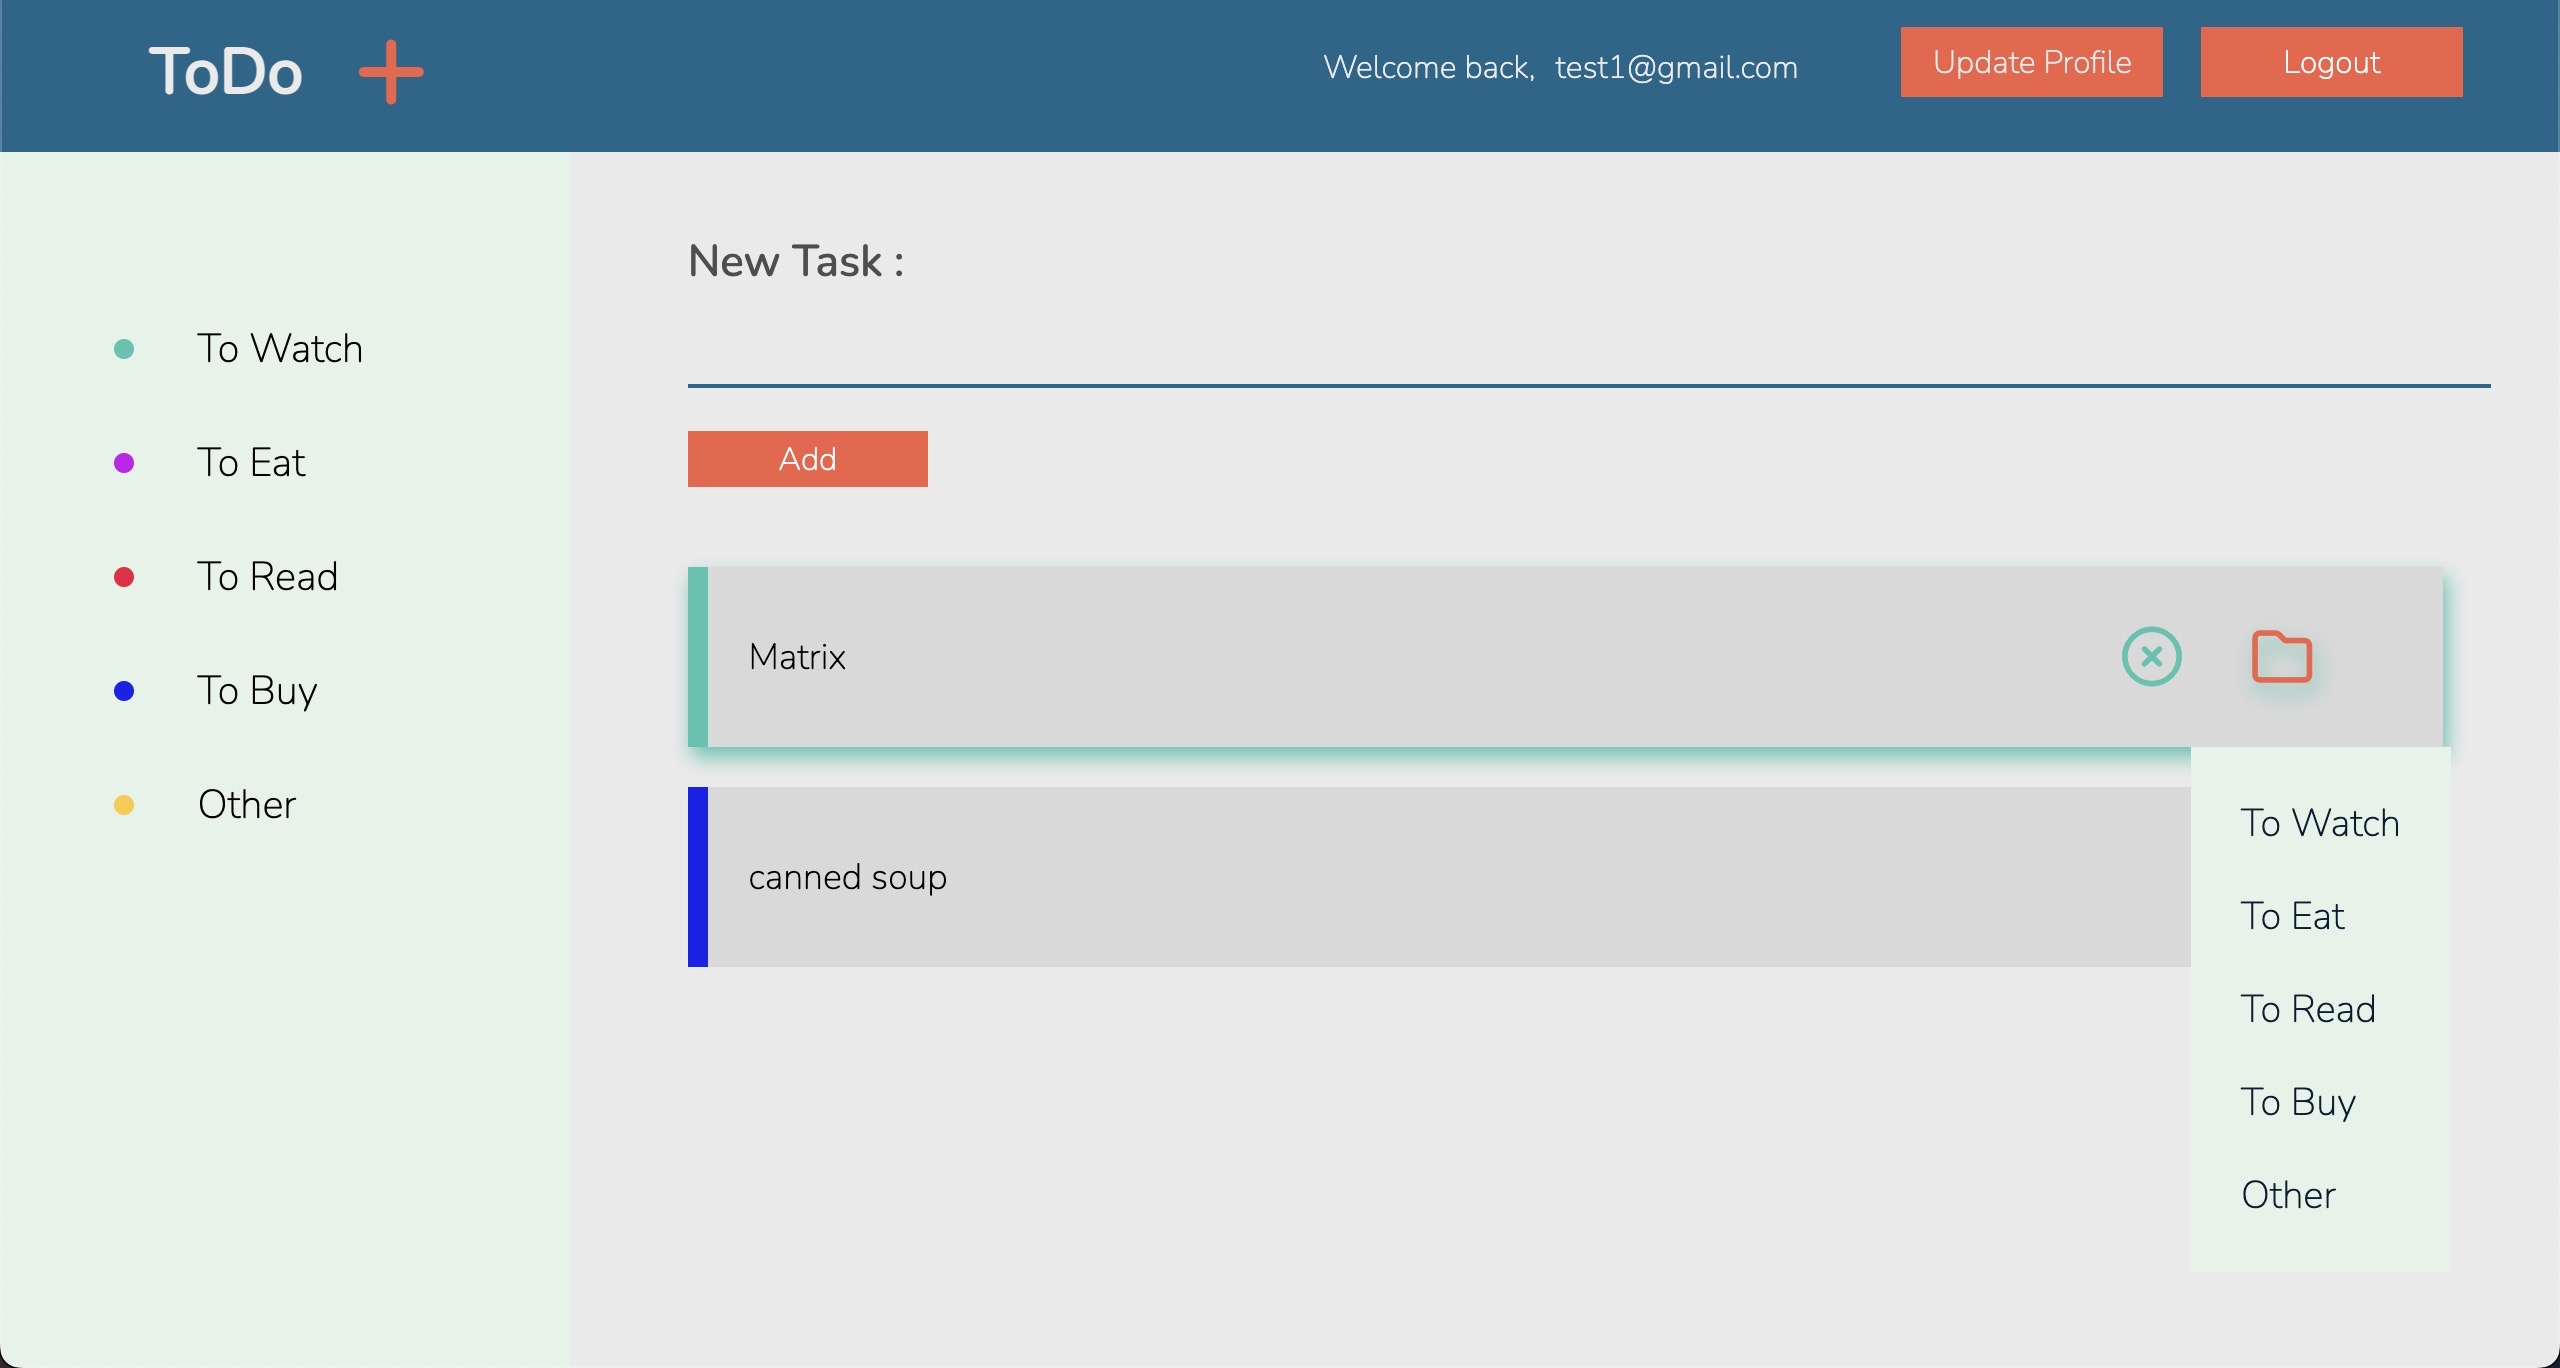 ToDo
Welcome back, test1@gmail.com
Update Profile
Logout
To Watch
To Eat
To Read
To Buy
Other
New Task :
Add
Matrix
canned soup
To Watch
To Eat
To Read
To Buy
Other